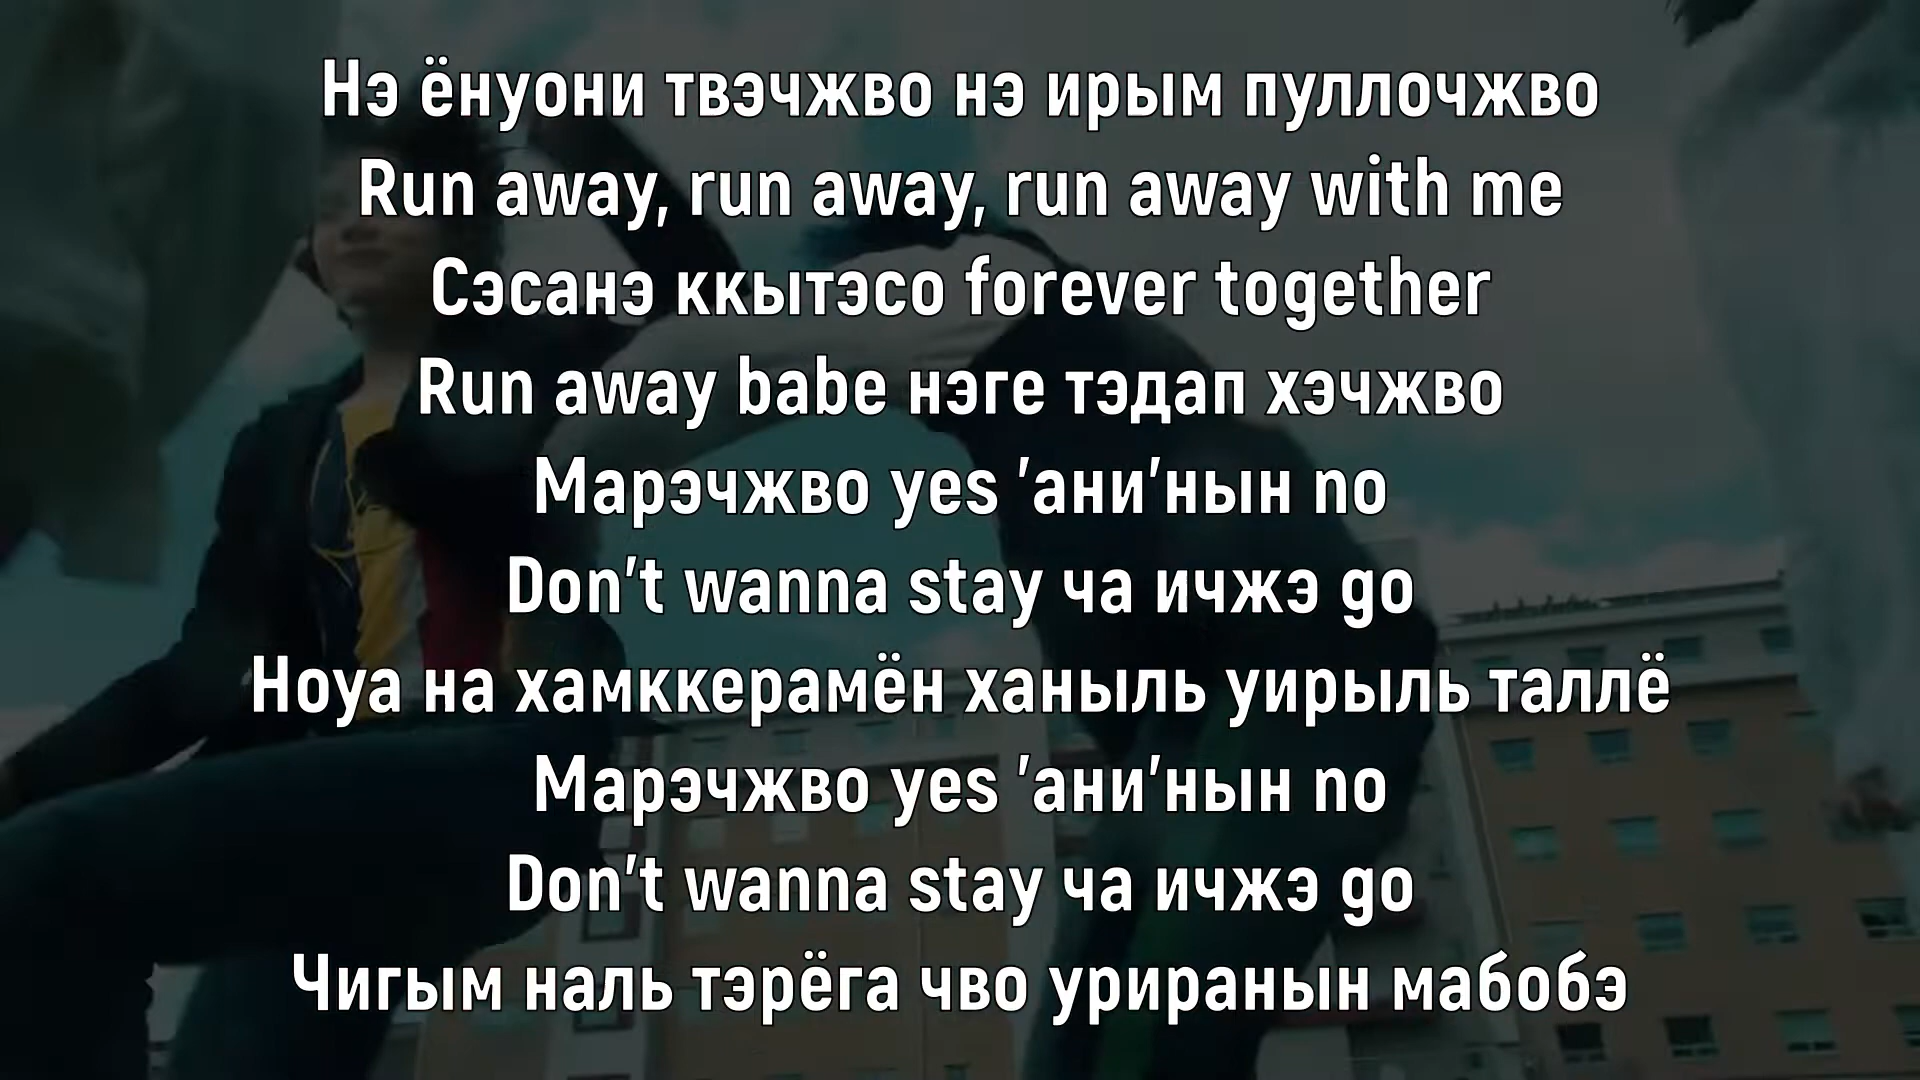 Нэ ёнуони твэчжво нэ ирым пуллочжво
Run away, run away, run away with me
Сэсанэ ккытэсо forever together
Run away babe нэге тэдап хэчжво
Марэчжво yes ’ани’нын no
Don’t wanna stay ча ичжэ go
Ноуа на хамккерамён ханыль уирыль таллё
Марэчжво yes ’ани’нын no
Don’t wanna stay ча ичжэ go
Чигым наль тэрёга чво уриранын мабобэ